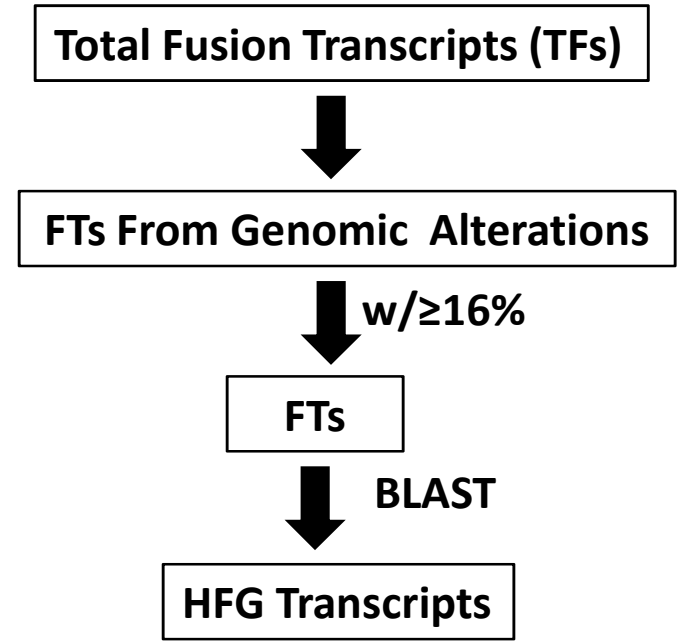 Total Fusion Transcripts (TFs)
FTs From Genomic Alterations
w/≥16%
FTs
BLAST
HFG Transcripts